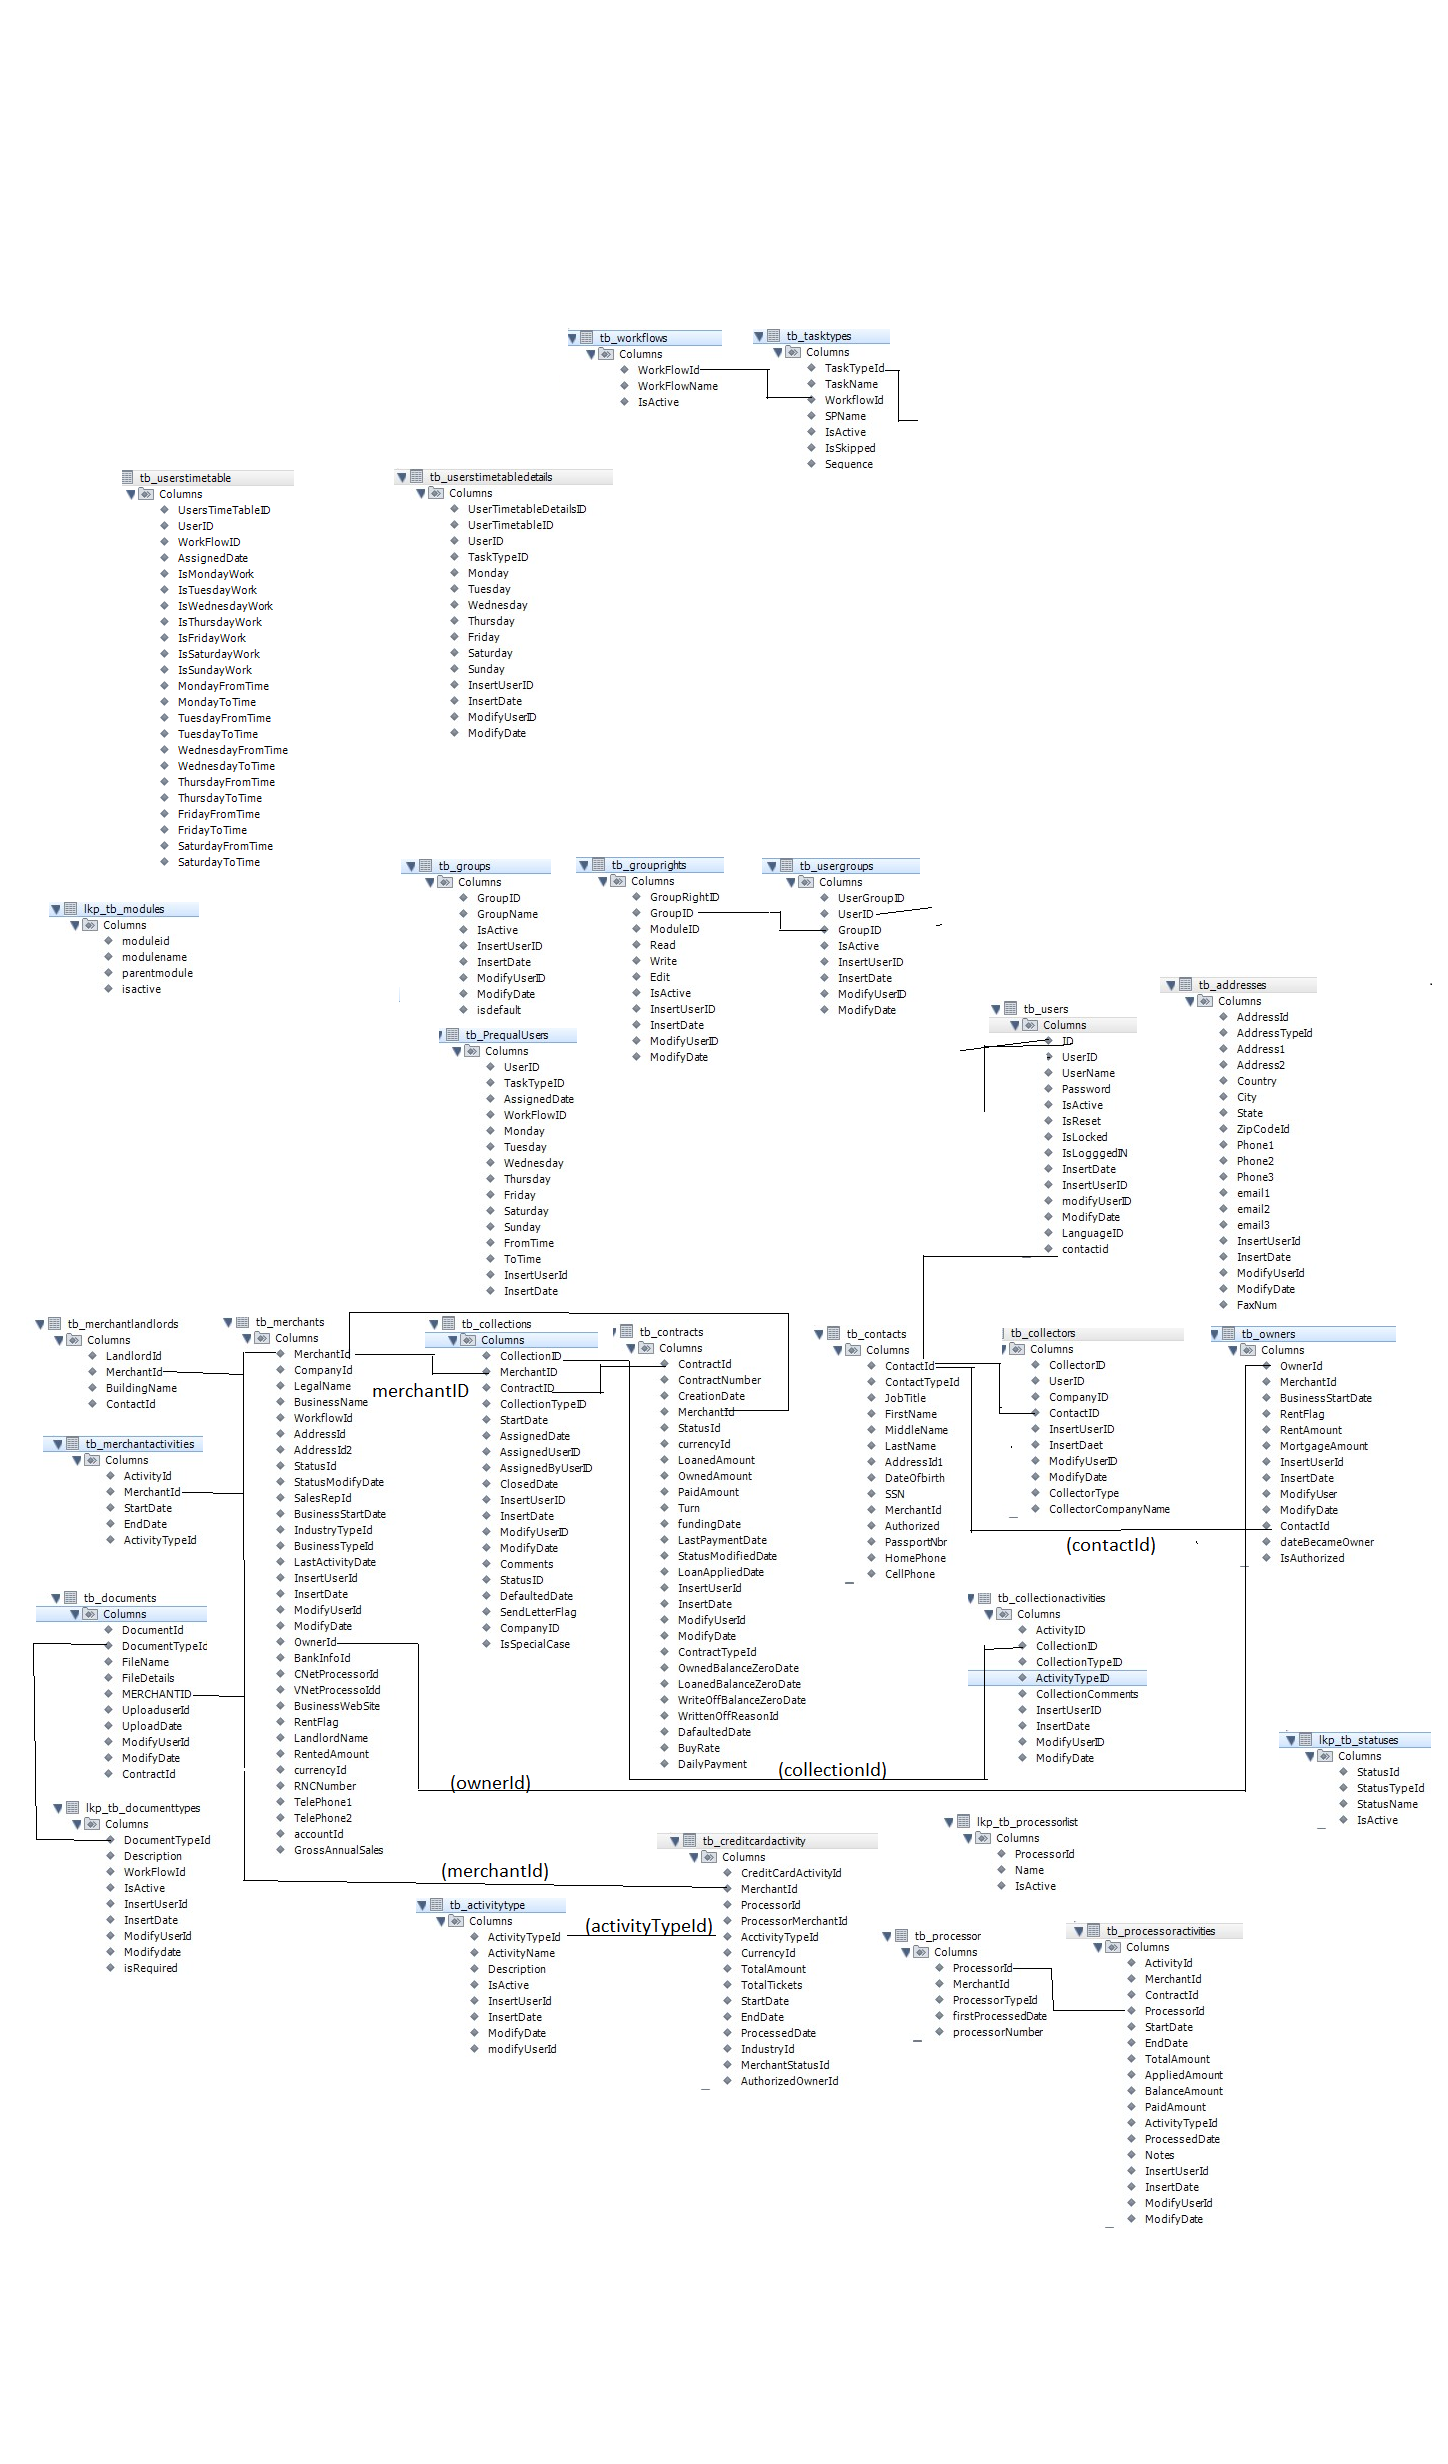 tb_workflows
Columns
WorkFlowId
WorkFlowName
IsActive
tb_tasktypes
Columns
TaskTypeId
TaskName
WorkflowId
SPName
IsActive
IsSkipped
Sequence
tb_userstimetable
Columns
UsersTimeTableID
UserID
WorkFlowID
AssignedDate
IsMondayWork
IsTuesdayWork
IsWednesdayWork
IsThursdayWork
IsFridayWork
IsSaturdayWork
IsSundayWork
MondayFromTime
MondayToTime
TuesdayFromTime
TuesdayToTime
WednesdayFromTime
WednesdayToTime
ThursdayFromTime
ThursdayToTime
FridayFromTime
FridayToTime
SaturdayFromTime
SaturdayToTime
tb_userstimetabledetails
Columns
UserTimetableDetailsID
UserTimetableID
UserID
TaskTypeID
Monday
Tuesday
Wednesday
Thursday
Friday
Saturday
Sunday
InsertUserID
InsertDate
ModifyUserID
ModifyDate
lkp_tb_modules
Columns
moduleid
modulename
parentmodule
isactive
tb_groups
Columns
GroupID
GroupName
IsActive
InsertUserID
InsertDate
ModifyUserID
ModifyDate
isdefault
tb_grouprights
Columns
GroupRightID
GroupID
ModuleID
Read
Write
Edit
IsActive
InsertUserID
InsertDate
ModifyUserID
ModifyDate
tb_usergroups
Columns
UserGroupID
UserID
GroupID
IsActive
InsertUserID
InsertDate
ModifyUserID
ModifyDate
tb_PrequalUsers
Columns
UserID
TaskTypeID
AssignedDate
WorkFlowID
Monday
Tuesday
Wednesday
Thursday
Friday
Saturday
Sunday
FromTime
ToTime
InsertUserId
InsertDate
tb_users
Columns
ID
UserID
UserName
Password
IsActive
IsReset
IsLocked
IsLogggedIN
InsertDate
InsertUserID
modifyUserID
ModifyDate
LanguageID
contactid
tb_addresses
Columns
AddressId
AddressTypeId
Address1
Address2
Country
City
State
ZipCodeId
Phone1
Phone2
Phone3
email1
email2
email3
InsertUserId
InsertDate
ModifyUserId
ModifyDate
FaxNum
tb_merchantlandlords
Columns
LandlordId
MerchantId
BuildingName
ContactId
tb_merchantactivities
Columns
ActivityId
MerchantId
StartDate
EndDate
ActivityTypeId
tb_documents
Columns
DocumentId
DocumentTypeId
FileName
FileDetails
MERCHANTID
UploaduserId
UploadDate
ModifyUserId
ModifyDate
ContractId
lkp_tb_documenttypes
Columns
DocumentTypeId
Description
WorkFlowId
IsActive
InsertUserId
InsertDate
ModifyUserId
Modifydate
isRequired
tb_merchants
Columns
MerchantId
CompanyId
LegalName
BusinessName
WorkflowId
AddressId
AddressId2
StatusId
StatusModifyDate
SalesRepId
BusinessStartDate
IndustryTypeId
BusinessTypeId
LastActivityDate
InsertUserId
InsertDate
ModifyUserId
ModifyDate
OwnerId
BankInfoId
CNetProcessorId
VNetProcessoIdd
BusinessWebSite
RentFlag
LandlordName
RentedAmount
currencyId
RNCNumber
TelePhone1
TelePhone2
accountId
GrossAnnualSales
merchantID
tb_collections
Columns
CollectionID
MerchantID
ContractID
CollectionTypeID
StartDate
AssignedDate
AssignedUserID
AssignedByUserID
ClosedDate
InsertUserID
InsertDate
ModifyUserID
ModifyDate
Comments
StatusID
DefaultedDate
SendLetterFlag
CompanyID
IsSpecialCase
tb_contracts
Columns
ContractId
ContractNumber
CreationDate
MerchantId
StatusId
currencyId
LoanedAmount
OwnedAmount
PaidAmount
Turn
fundingDate
LastPaymentDate
StatusModifiedDate
LoanAppliedDate
InsertUserId
InsertDate
ModifyUserId
ModifyDate
ContractTypeId
OwnedBalanceZeroDate
LoanedBalanceZeroDate
WriteOffBalanceZeroDate
WrittenOffReasonId
DafaultedDate
BuyRate
DailyPayment
tb_contacts
Columns
ContactId
ContactTypeId
JobTitle
FirstName
MiddleName
LastName
AddressId1
DateOfbirth
SSN
MerchantId
Authorized
PassportNbr
HomePhone
CellPhone
tb_collectors
Columns
CollectorID
UserID
CompanyID
ContactID
InsertUserID
InsertDaet
ModifyUserID
ModifyDate
CollectorType
CollectorCompanyName
tb_owners
Columns
OwnerId
MerchantId
BusinessStartDate
RentFlag
RentAmount
MortgageAmount
InsertUserId
InsertDate
ModifyUser
ModifyDate
ContactId
dateBecameOwner
IsAuthorized
(contactId)
tb_collectionactivities
Columns
ActivityID
CollectionID
CollectionTypeID
ActivityTypeID
CollectionComments
InsertUserID
InsertDate
ModifyUserID
ModifyDate
(collectionId)
(ownerId)
lkp_tb_statuses
Columns
StatusId
StatusTypeId
StatusName
IsActive
(merchantId)
tb_activitytype
Columns
ActivityTypeId
ActivityName
Description
IsActive
InsertUserId
InsertDate
ModifyDate
modifyUserId
(activityTypeId)
tb_creditcardactivity
Columns
CreditCardActivityId
MerchantId
ProcessorId
ProcessorMerchantId
AcctivityTypeId
CurrencyId
TotalAmount
TotalTickets
StartDate
EndDate
ProcessedDate
IndustryId
MerchantStatusId
AuthorizedOwnerId
lkp_tb_processorlist
Columns
ProcessorId
Name
IsActive
tb_processor
Columns
ProcessorId
MerchantId
ProcessorTypeId
firstProcessedDate
processorNumber
tb_processoractivities
Columns
ActivityId
MerchantId
ContractId
ProcessorId
StartDate
EndDate
TotalAmount
AppliedAmount
BalanceAmount
PaidAmount
ActivityTypeId
ProcessedDate
Notes
InsertUserId
InsertDate
ModifyUserId
ModifyDate